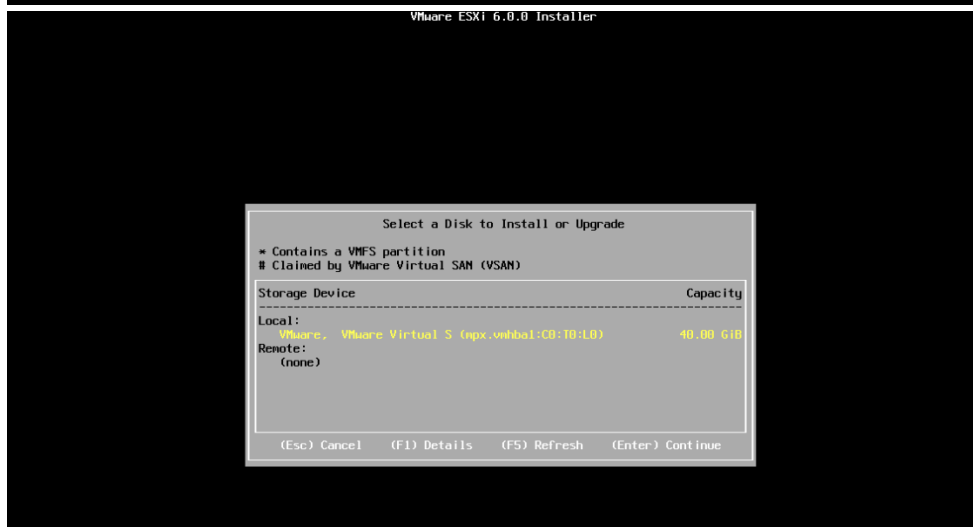 VMware ESXi 6.0.0 Installer
Select a Disk to Install or Upgrade
* Contains a VMFS partition
# Claimed by VMware Virtual SAN (VSAN)
Storage Device Capacity
Local:
VMware, VMware Virtual S (mpx.vmhba1:C0:T0:L0) 40.00 GiB
Remote:
(none)
(Esc) Cancel (F1) Details (F5) Refresh (Enter) Continue